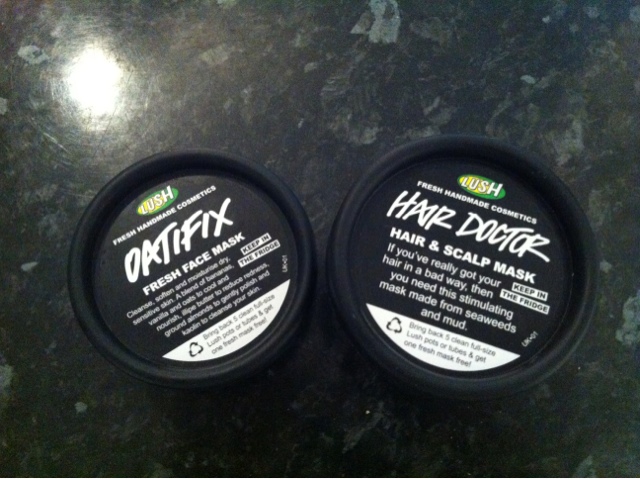 LUSH
FRESH HANDMADE COSMETICS
OATIFIX
FRESH FACE MASK
KEEP IN
THE FRIDGE
Cleanse, soften and moisturise dry,
sensitive skin. A blend of bananas,
vanilla and oats to cool and
nourish, illipe butter to reduce redness,
ground almonds to gently polish and
kaolin to cleanse your skin.
UK-01
Bring back 5 clean full-size
Lush pots or tubes & get
one fresh mask free!
LUSH
FRESH HANDMADE COSMETICS
HAIR DOCTOR
HAIR & SCALP MASK
If you've really got your
hair in a bad way, then
you need this stimulating
mask made from seaweeds
and mud.
KEEP IN
THE FRIDGE
UK-01
Bring back 5 clean full-size
Lush pots or tubes & get
one fresh mask free!